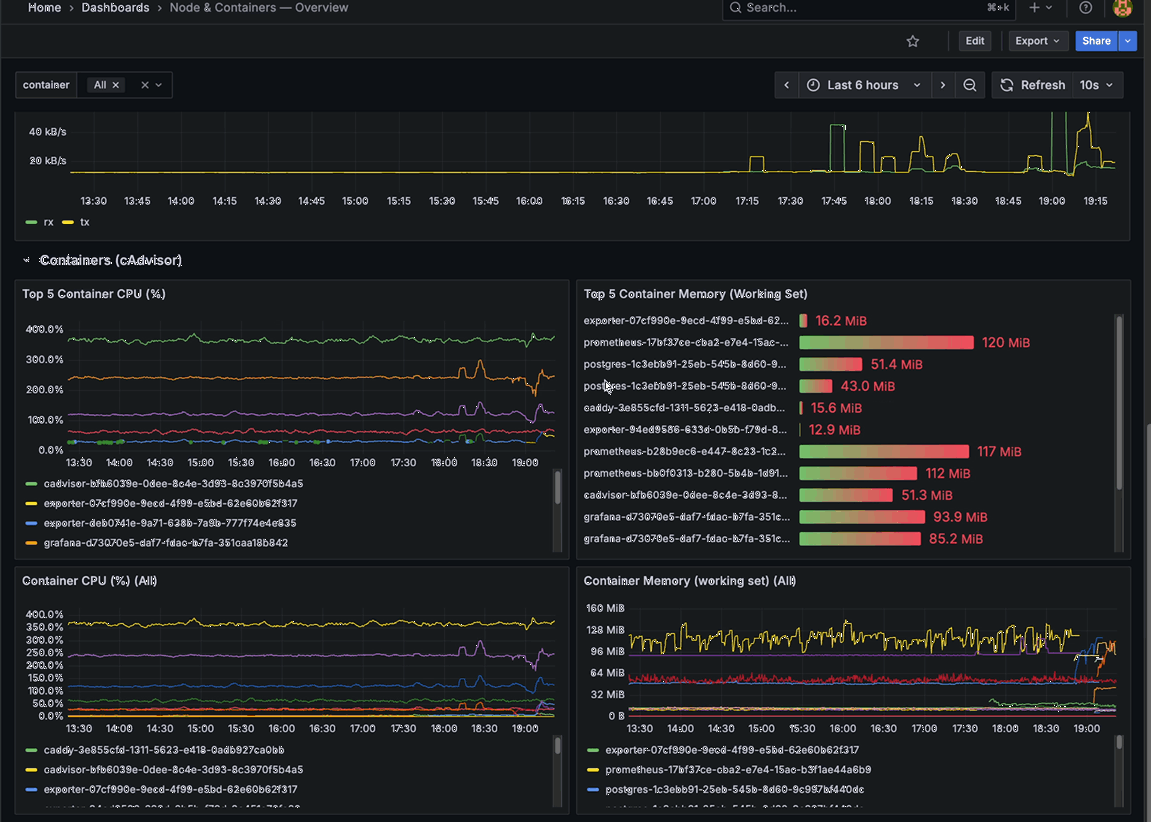 Home > Dashboards > Node & Containers — Overview
Search... ⌘+k
Edit Export Share
container All × Last 6 hours Refresh 10s
40 kB/s
20 kB/s
13:30 13:45 14:00 14:15 14:30 14:45 15:00 15:15 15:30 15:45 16:00 16:15 16:30 16:45 17:00 17:15 17:30 17:45 18:00 18:15 18:30 18:45 19:00 19:15
rx tx
Containers (cAdvisor)
Top 5 Container CPU (%)
400.0%
300.0%
200.0%
100.0%
0.0%
13:30 14:00 14:30 15:00 15:30 16:00 16:30 17:00 17:30 18:00 18:30 19:00
cadvisor-bfb6039e-0dee-8c4e-3d93-8c3970f5b4a5
exporter-07cf990e-9ecd-4f99-e5bd-62e60b62f317
exporter-deb0741e-9a71-638b-7a9b-777f74e4e835
grafana-d73070e5-daf7-fdac-b7fa-351caa18b842
Top 5 Container Memory (Working Set)
exporter-07cf990e-9ecd-4f99-e5bd-62... 16.2 MiB
prometheus-17bf37ce-cba2-e7e4-15ac-... 120 MiB
postgres-1c3ebb91-25eb-545b-8d60-9... 51.4 MiB
postgres-1c3ebb91-25eb-545b-8d60-9... 43.0 MiB
caddy-3e855cfd-1311-5623-e418-0adb... 15.6 MiB
exporter-94ed9586-633d-0b5b-f79d-8... 12.9 MiB
prometheus-b28b9ec6-e447-8c23-1c2... 117 MiB
prometheus-bb0f0313-b280-5b4b-1d91... 112 MiB
cadvisor-bfb6039e-0dee-8c4e-3d93-8... 51.3 MiB
grafana-d73070e5-daf7-fdac-b7fa-351c... 93.9 MiB
grafana-d73070e5-daf7-fdac-b7fa-351c... 85.2 MiB
Container CPU (%) (All)
400.0%
350.0%
300.0%
250.0%
200.0%
150.0%
100.0%
50.0%
0.0%
13:30 14:00 14:30 15:00 15:30 16:00 16:30 17:00 17:30 18:00 18:30 19:00
caddy-3e855cfd-1311-5623-e418-0adb927ca0bb
cadvisor-bfb6039e-0dee-8c4e-3d93-8c3970f5b4a5
exporter-07cf990e-9ecd-4f99-e5bd-62e60b62f317
Container Memory (working set) (All)
160 MiB
128 MiB
96 MiB
64 MiB
32 MiB
0 B
13:30 14:00 14:30 15:00 15:30 16:00 16:30 17:00 17:30 18:00 18:30 19:00
exporter-07cf990e-9ecd-4f99-e5bd-62e60b62f317
prometheus-17bf37ce-cba2-e7e4-15ac-b3f1ae44a6b9
postgres-1c3ebb91-25eb-545b-8d60-9c997bf440dc